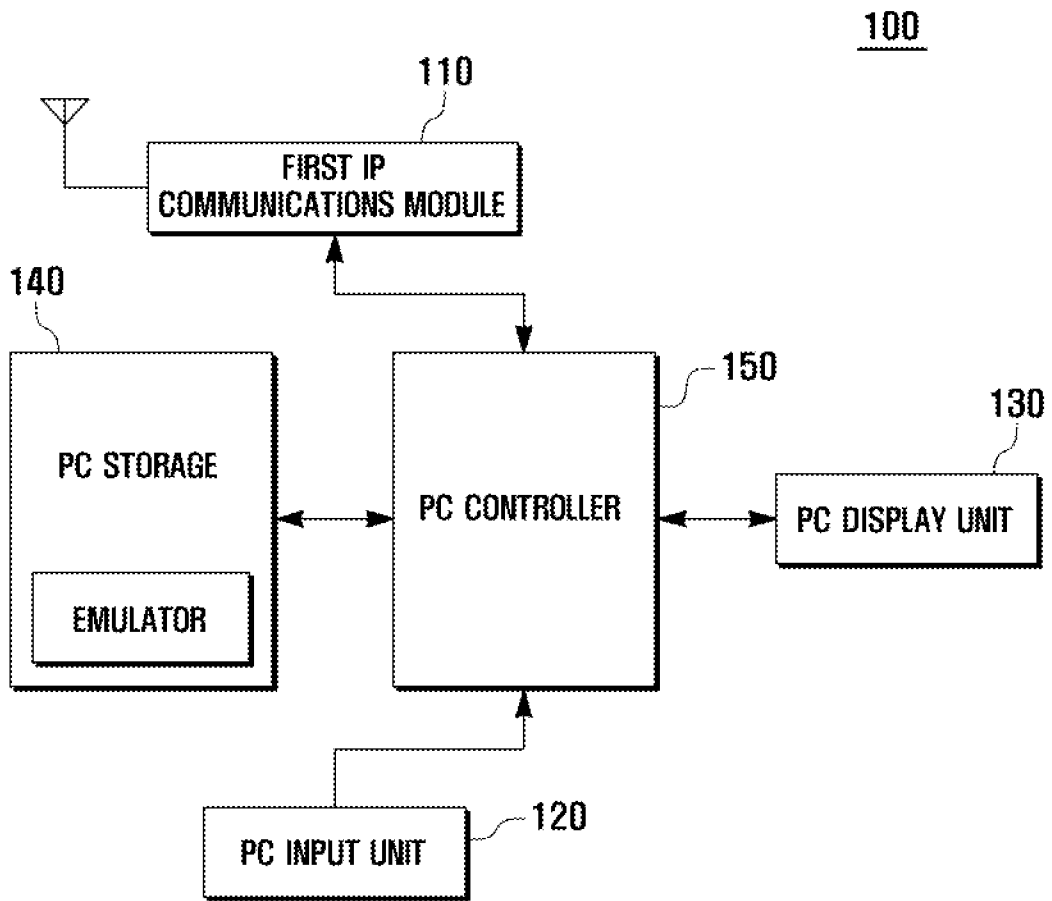 100
110
FIRST IP
COMMUNICATIONS MODULE
140
150
130
PC STORAGE
PC CONTROLLER
PC DISPLAY UNIT
EMULATOR
120
PC INPUT UNIT